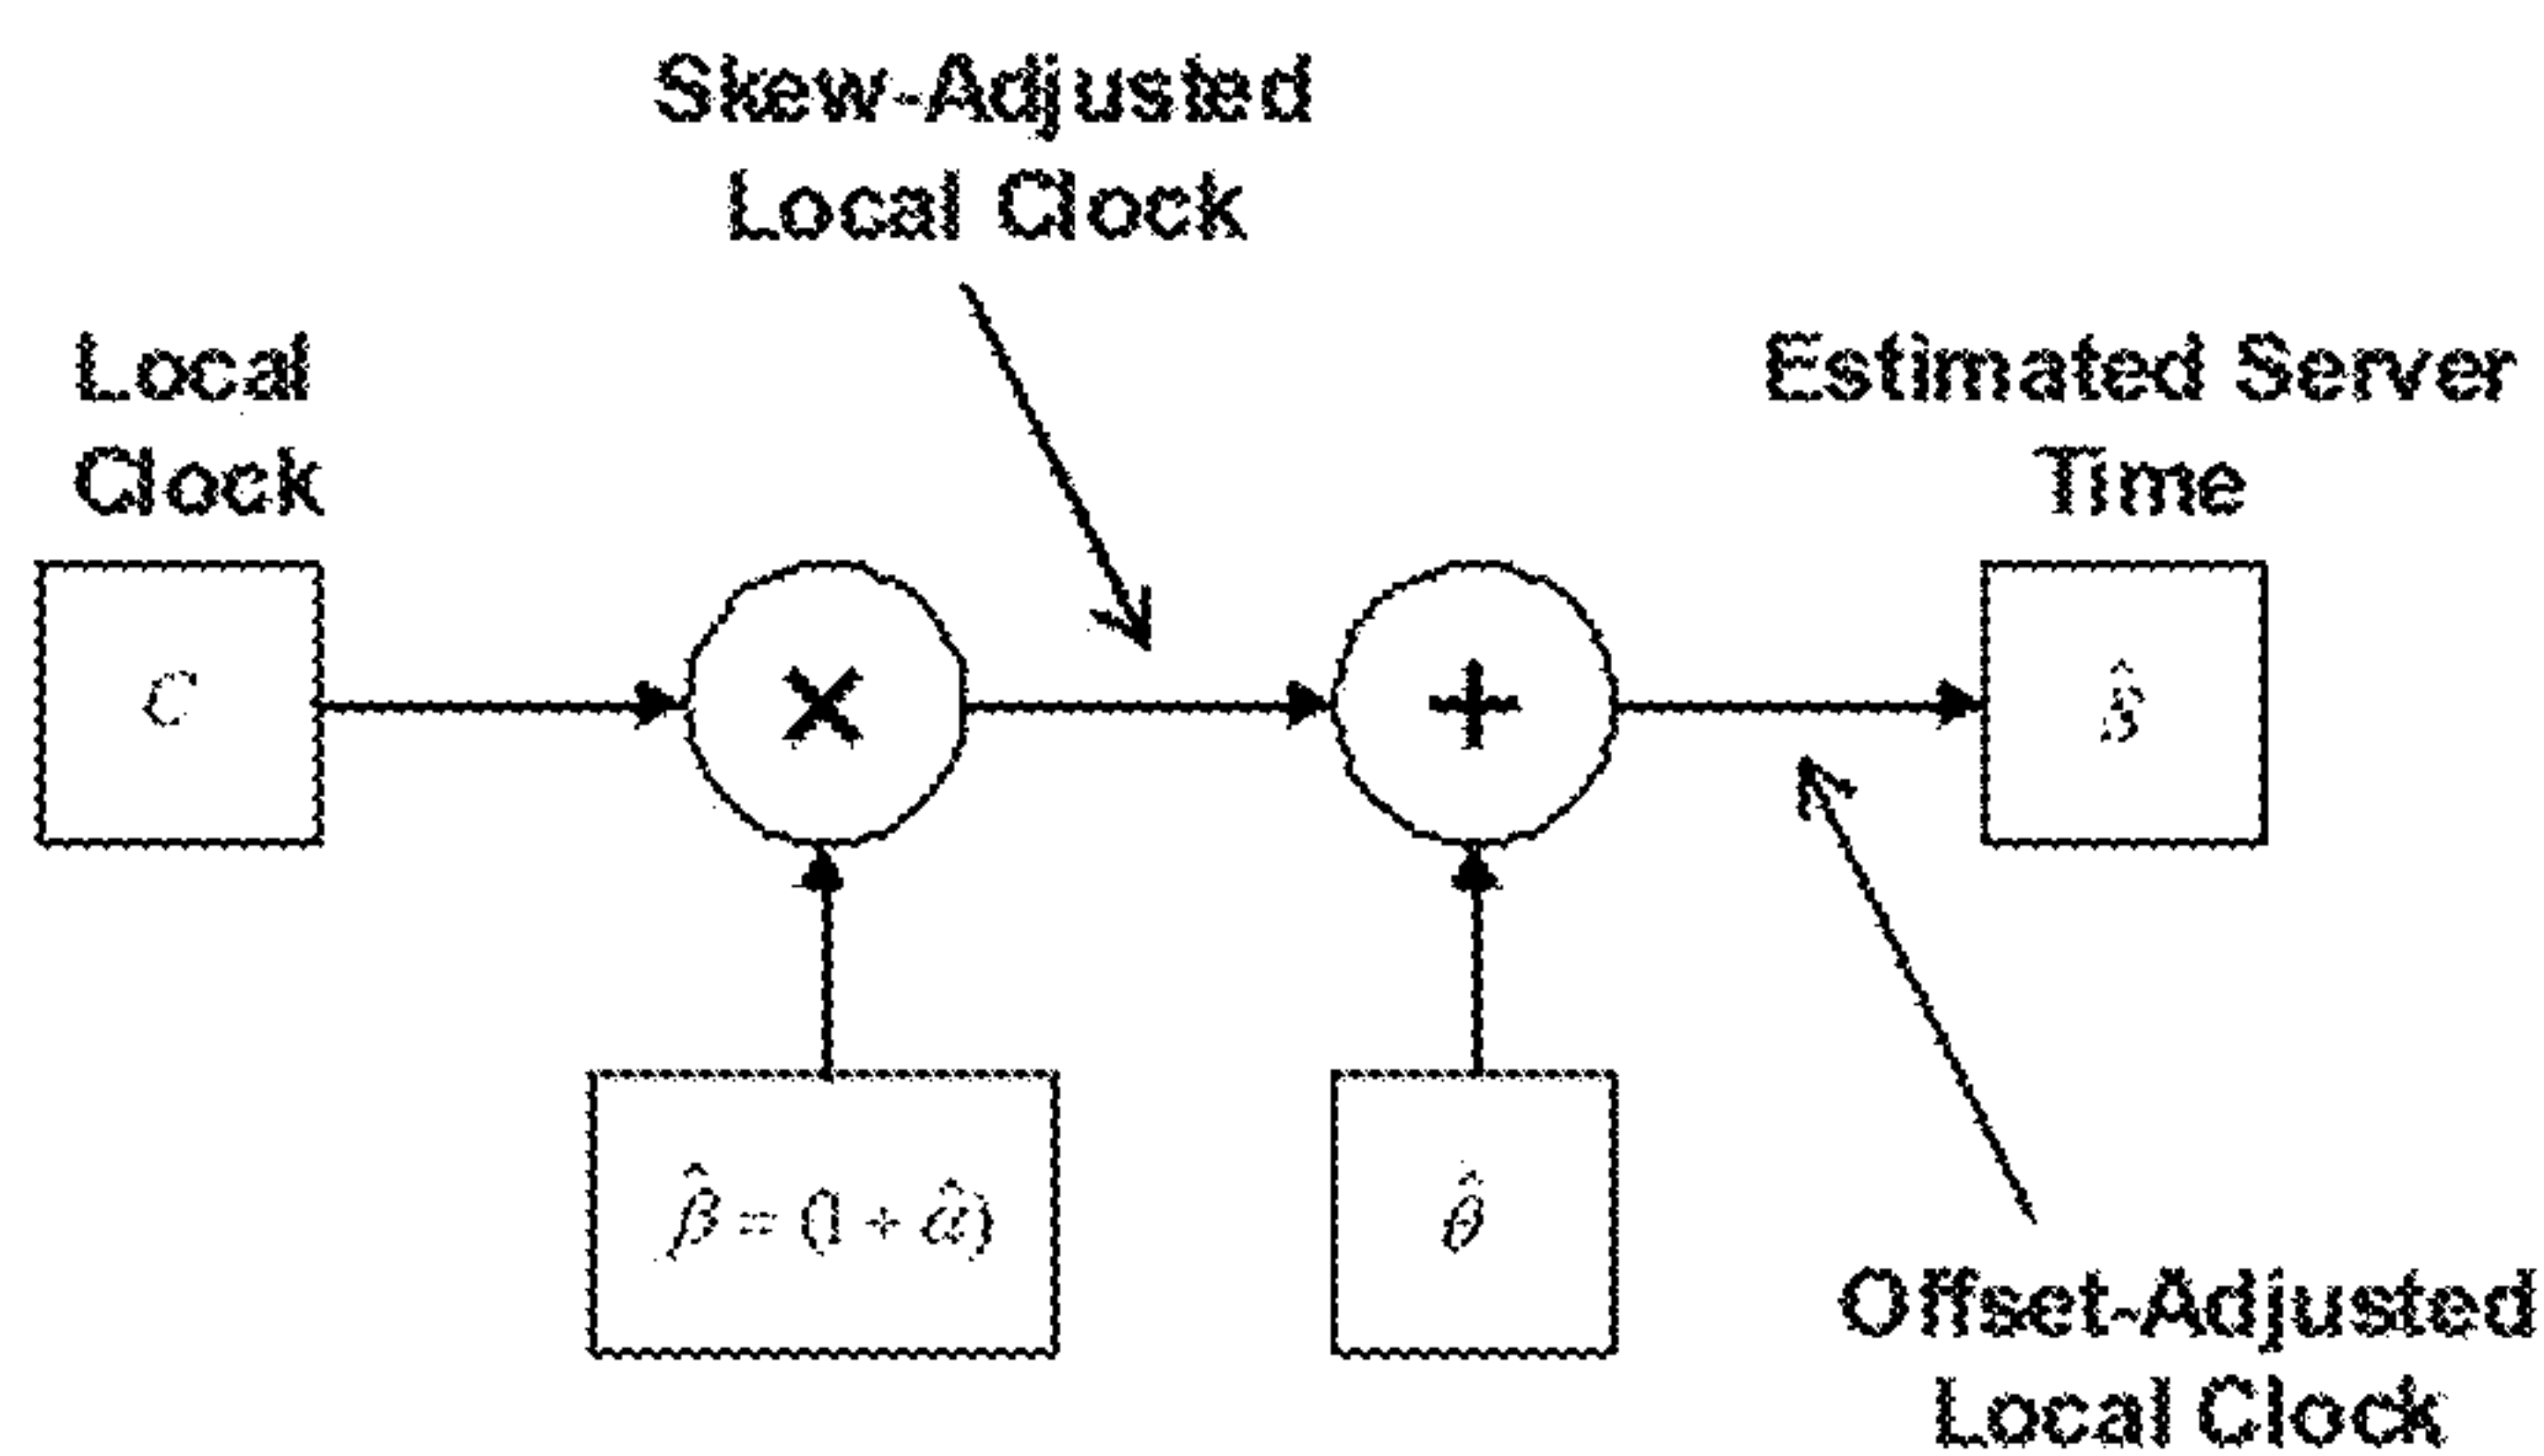 Skew-Adjusted
Local Clock
Local
Clock
Estimated Server
Time
C
×
+
Ŝ
β̂ = (1 + α̂)
θ̂
Offset-Adjusted
Local Clock